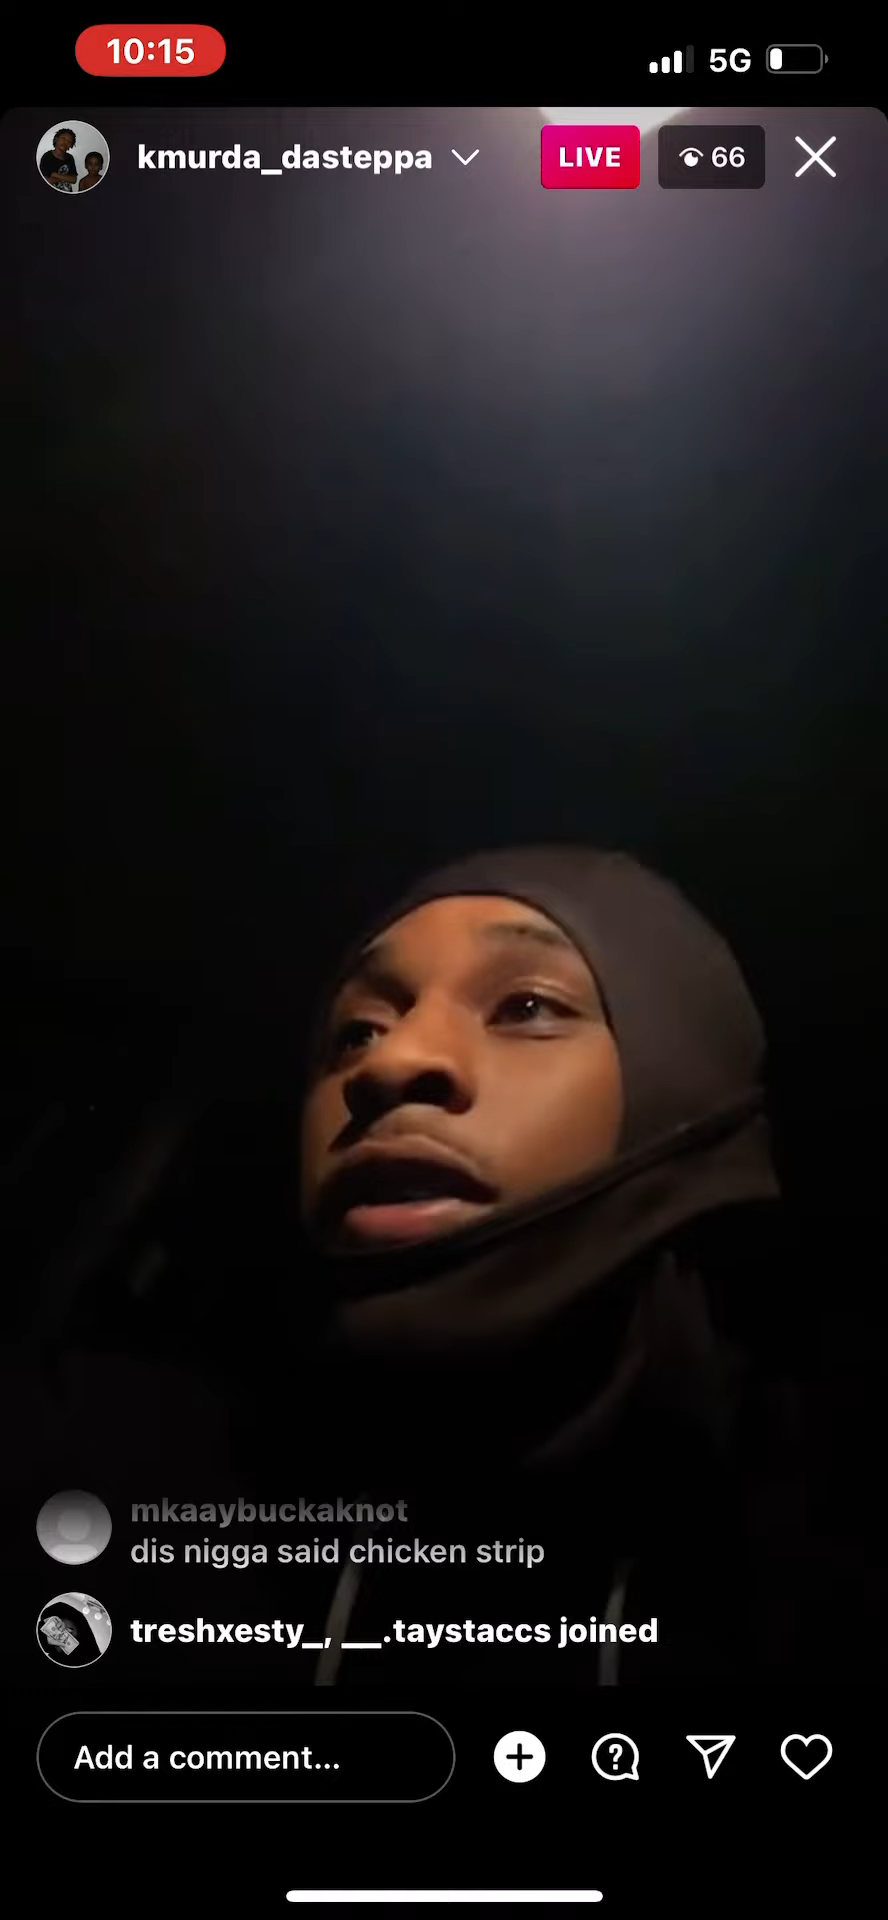 10:15
5G
kmurda_dasteppa
LIVE
66
mkaaybuckaknot
dis nigga said chicken strip
treshxesty_, __.taystaccs joined
Add a comment...